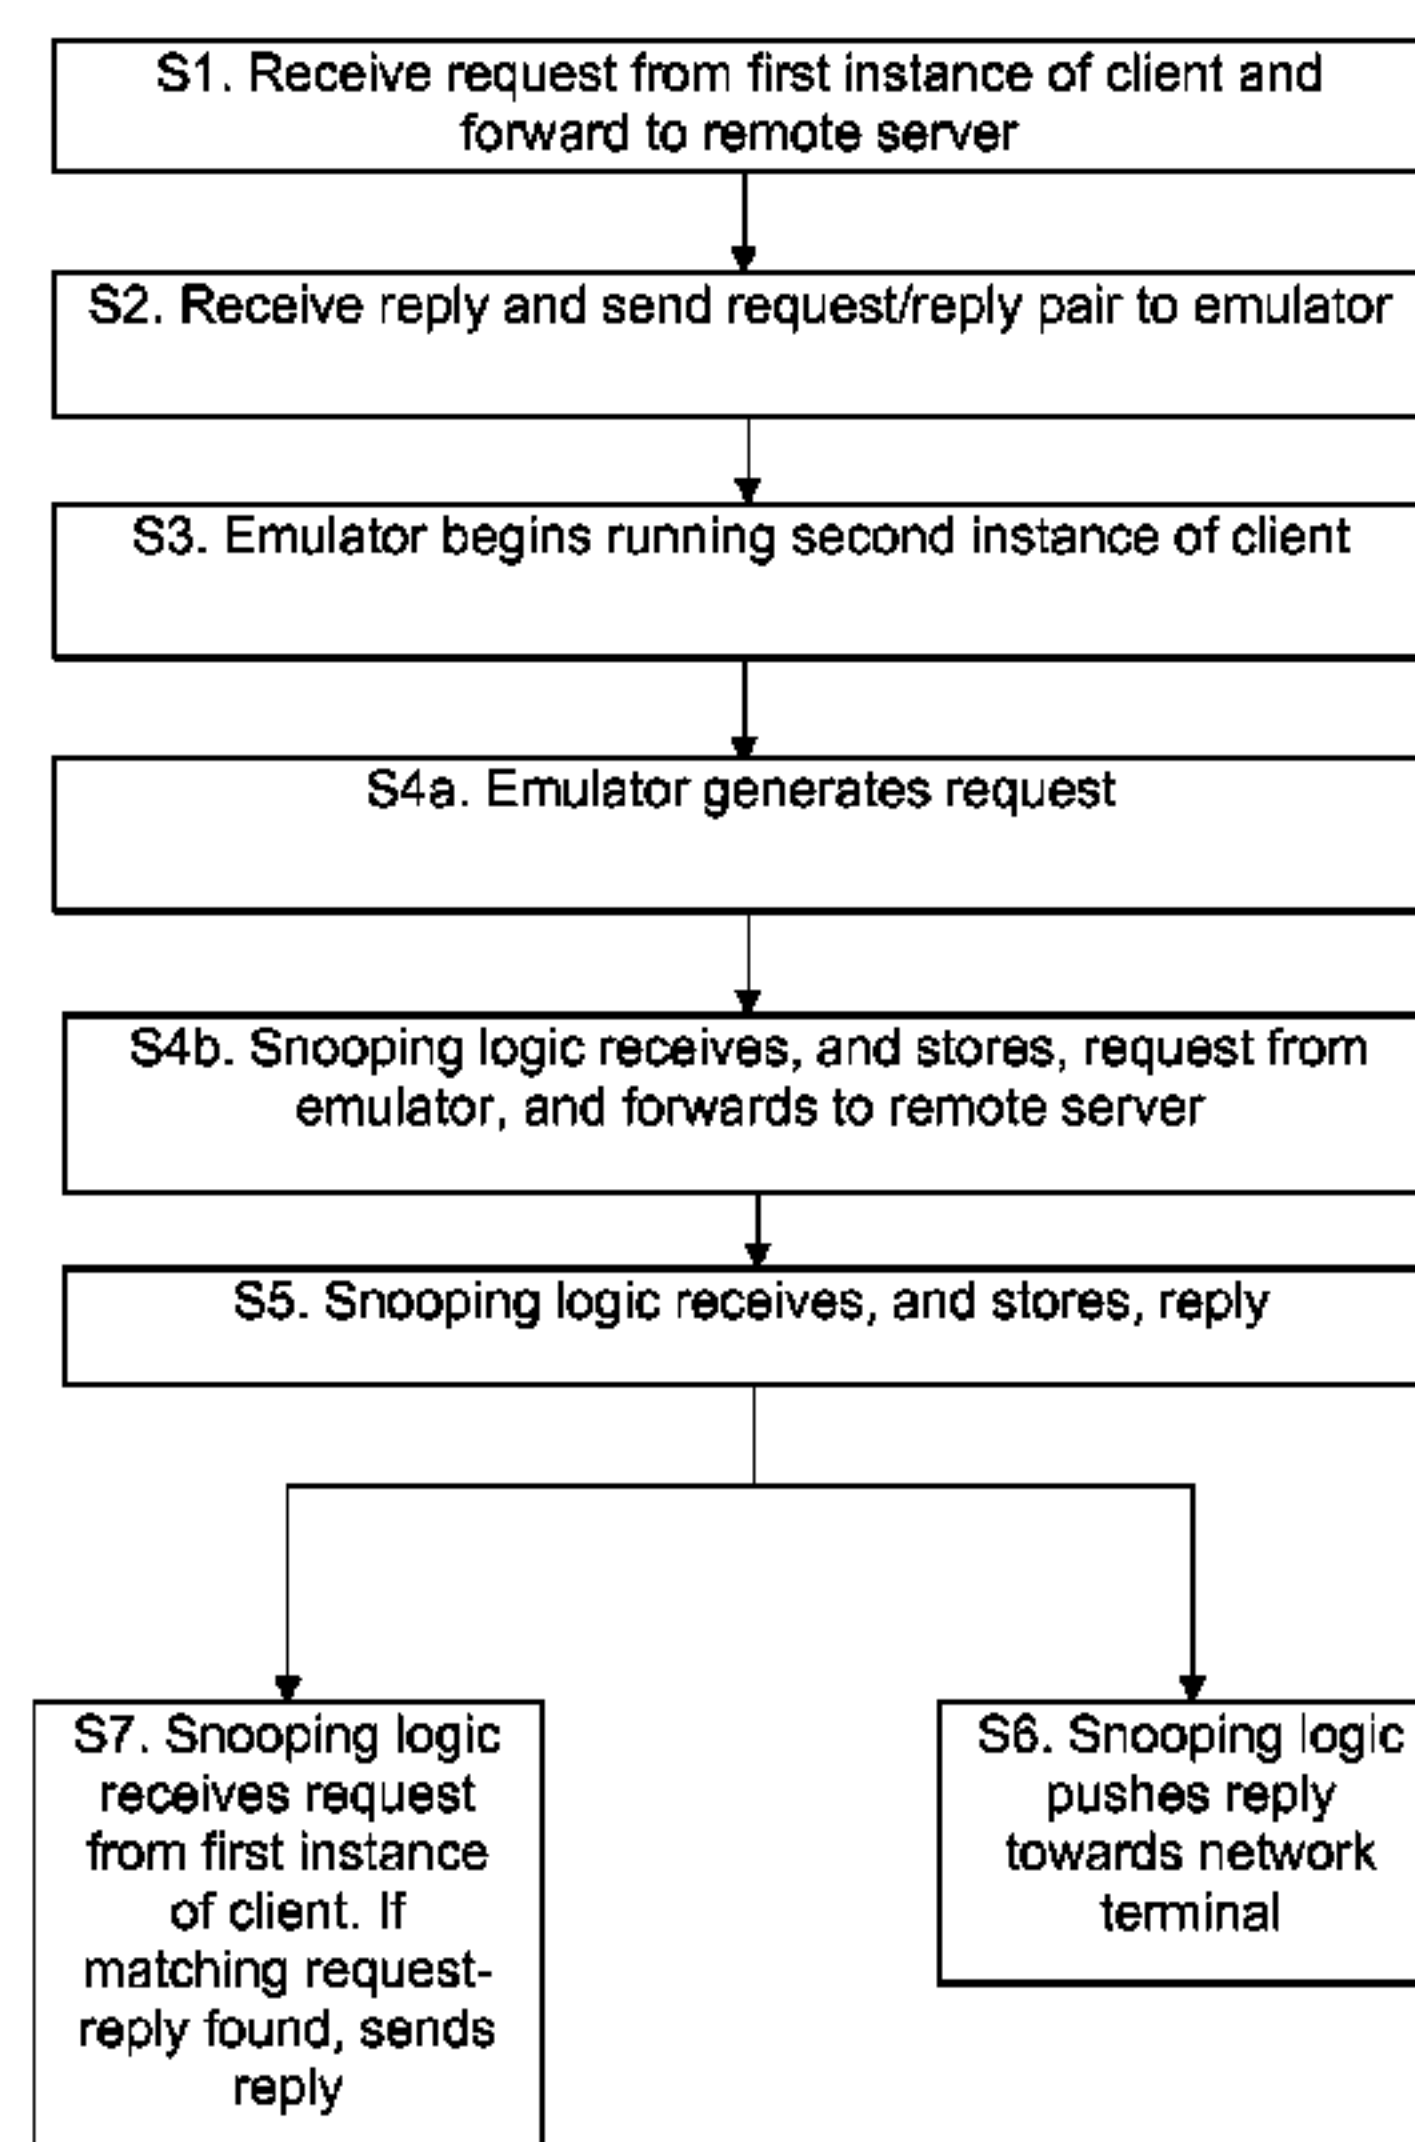 S1. Receive request from first instance of client and
forward to remote server
S2. Receive reply and send request/reply pair to emulator
S3. Emulator begins running second instance of client
S4a. Emulator generates request
S4b. Snooping logic receives, and stores, request from
emulator, and forwards to remote server
S5. Snooping logic receives, and stores, reply
S7. Snooping logic
receives request
from first instance
of client. If
matching request-
reply found, sends
reply
S6. Snooping logic
pushes reply
towards network
terminal